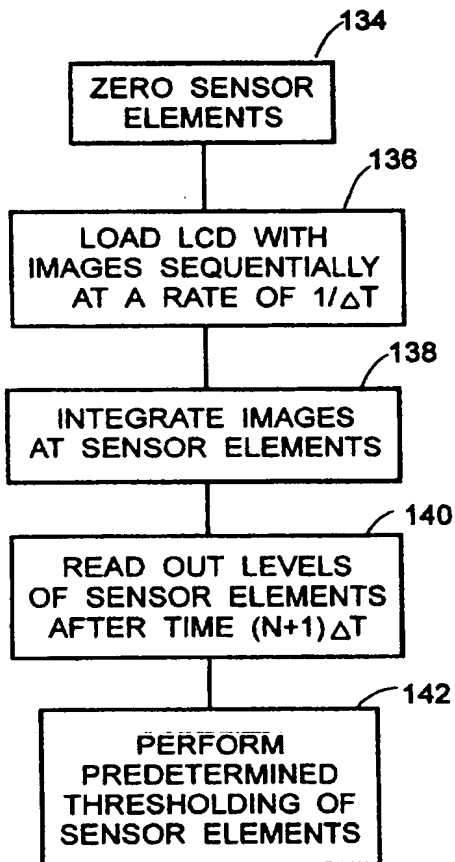 134
ZERO SENSOR
ELEMENTS
136
LOAD LCD WITH
IMAGES SEQUENTIALLY
AT A RATE OF 1/△T
138
INTEGRATE IMAGES
AT SENSOR ELEMENTS
140
READ OUT LEVELS
OF SENSOR ELEMENTS
AFTER TIME (N+1)△T
142
PERFORM
PREDETERMINED
THRESHOLDING OF
SENSOR ELEMENTS